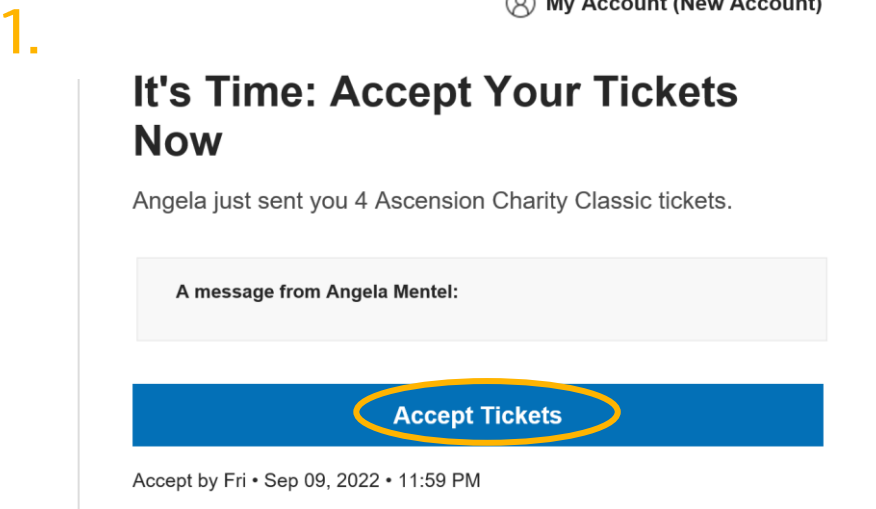 My Account (New Account)
1.
It's Time: Accept Your Tickets
Now
Angela just sent you 4 Ascension Charity Classic tickets.
A message from Angela Mentel:
Accept Tickets
Accept by Fri • Sep 09, 2022 • 11:59 PM